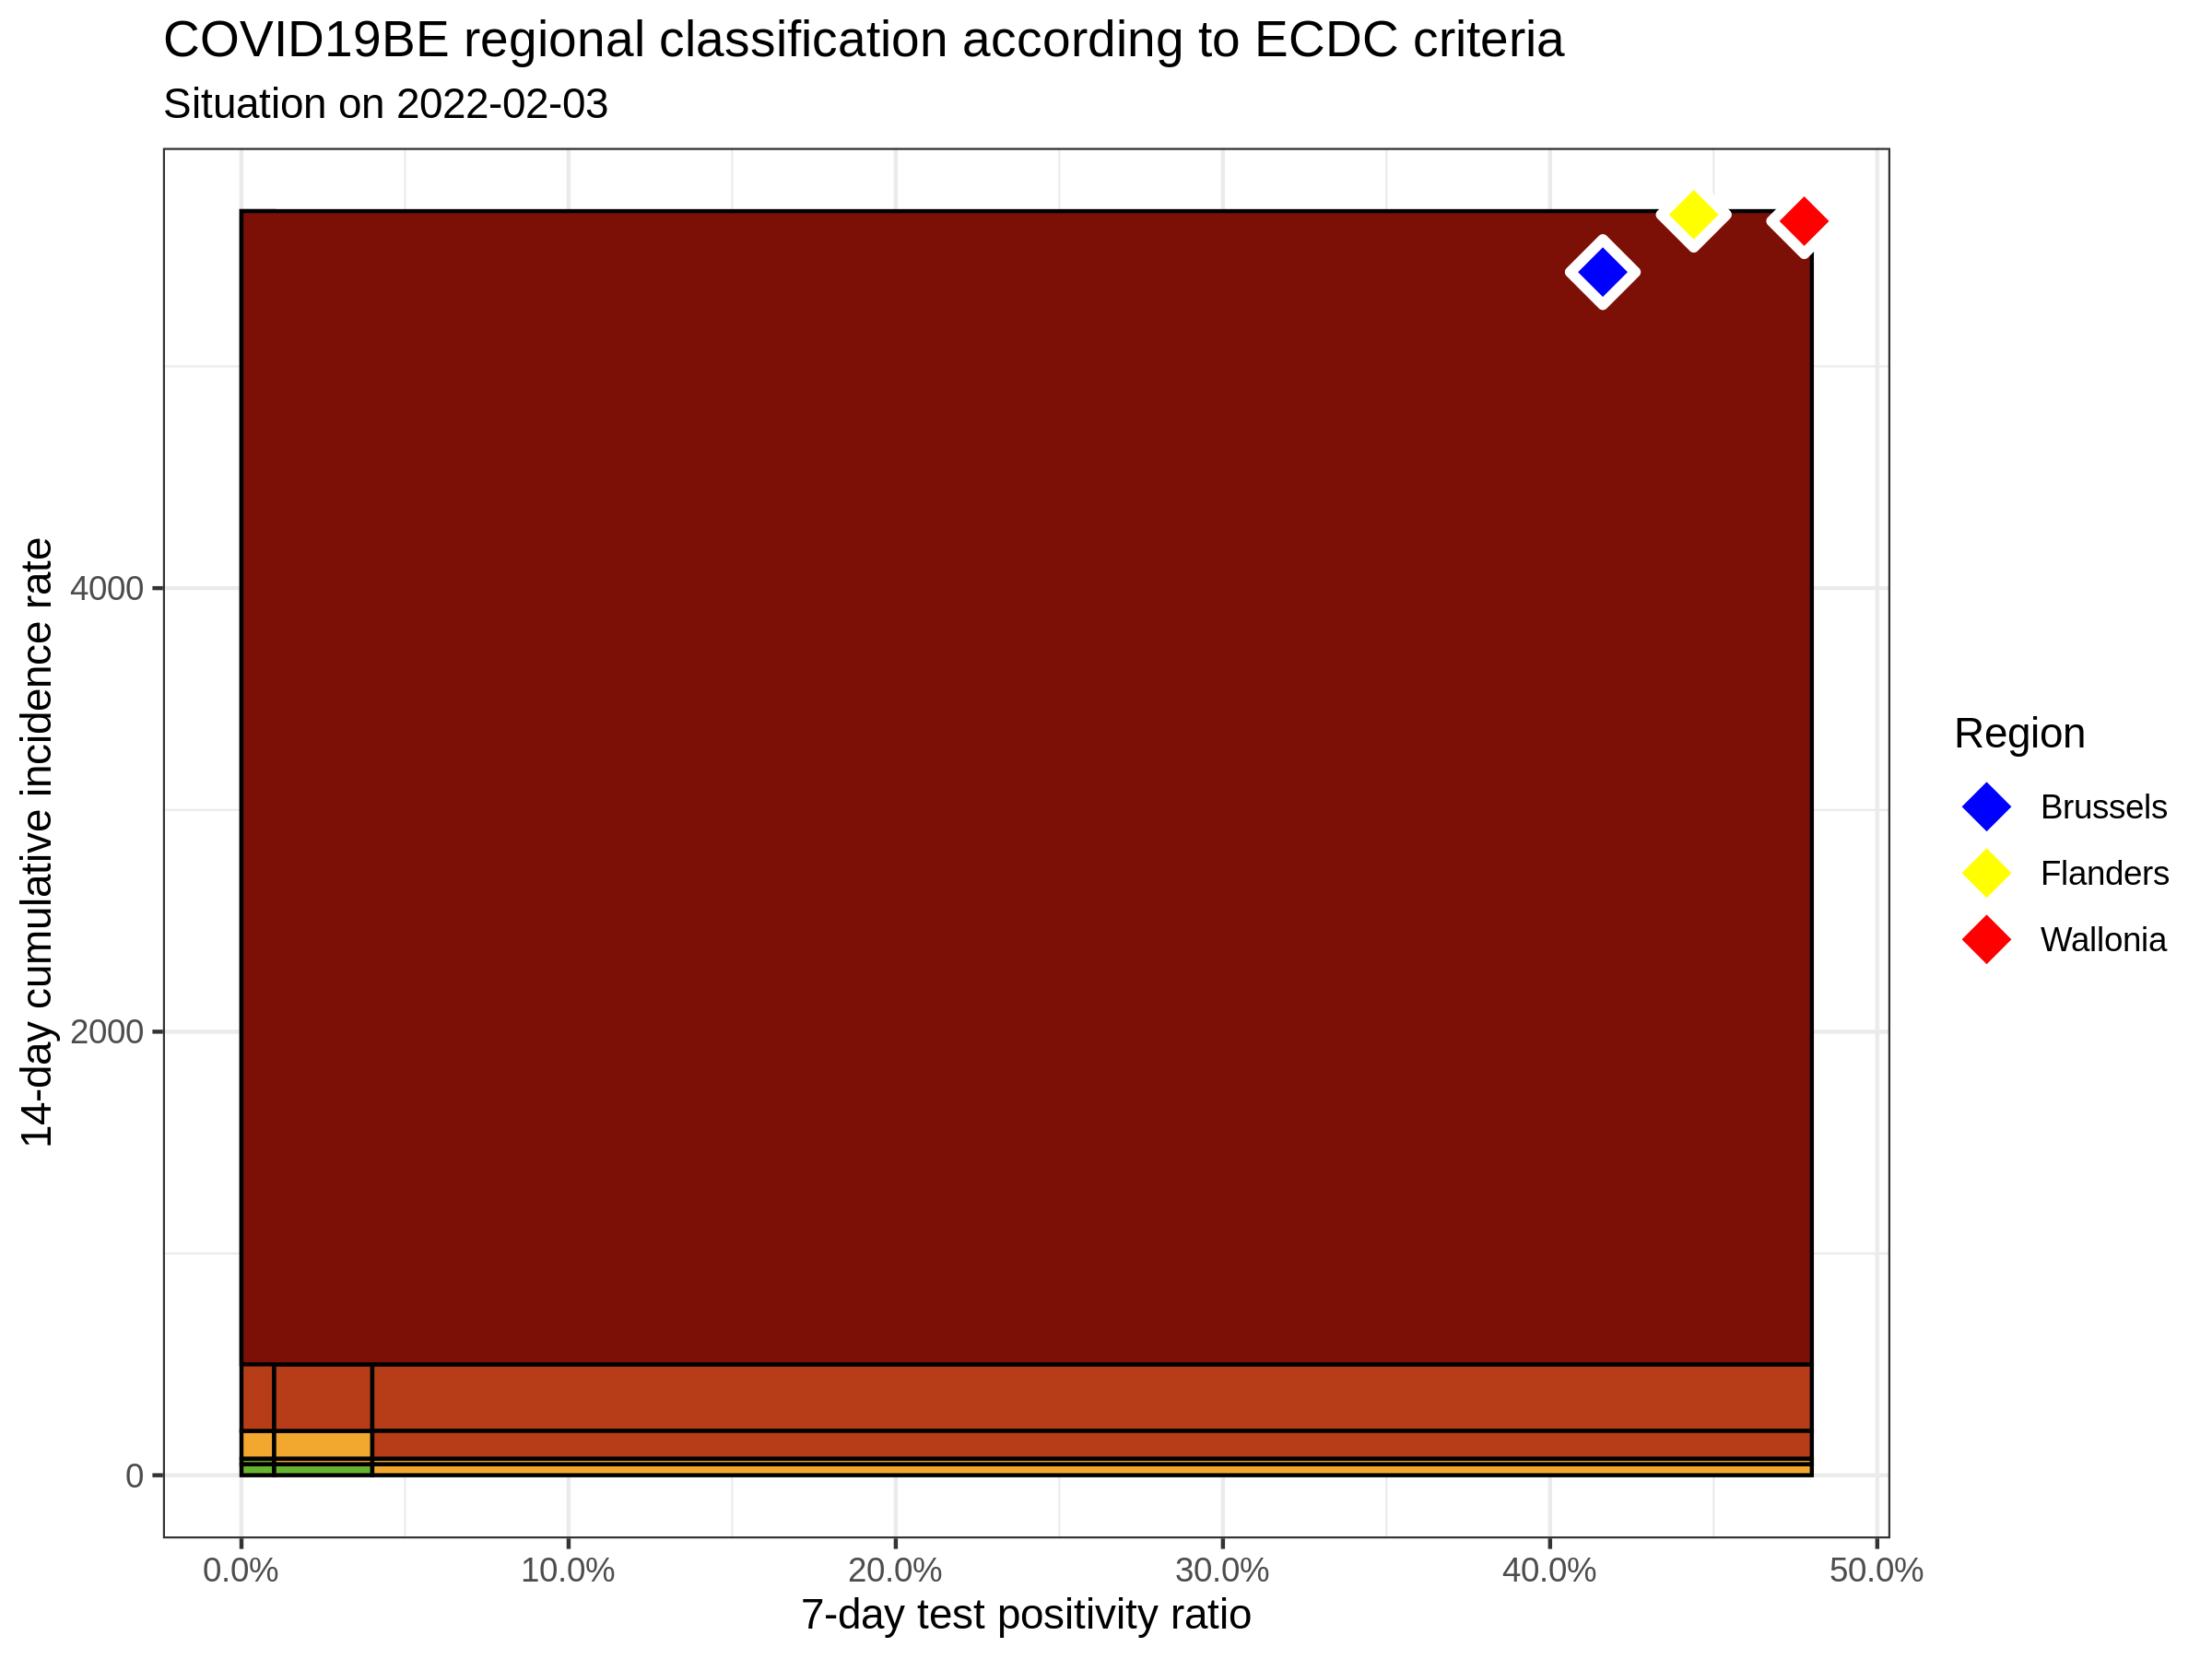 COVID19BE regional classification according to ECDC criteria
Situation on 2022-02-03
14-day cumulative incidence rate
4000
2000
0
0.0%
10.0%
20.0%
30.0%
40.0%
50.0%
7-day test positivity ratio
Region
Brussels
Flanders
Wallonia